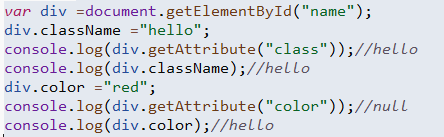 var div =document.getElementById("name");
div.className ="hello";
console.log(div.getAttribute("class"));//hello
console.log(div.className);//hello
div.color ="red";
console.log(div.getAttribute("color"));//null
console.log(div.color);//hello